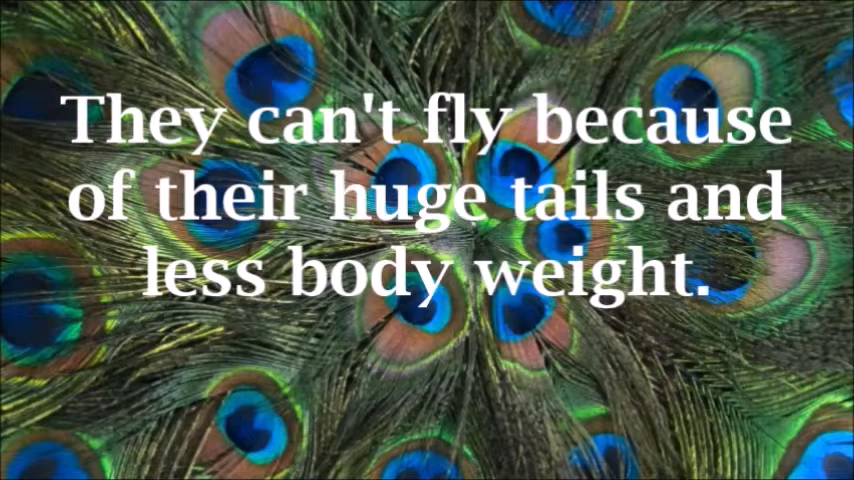 They can't fly because
of their huge tails and
less body weight.